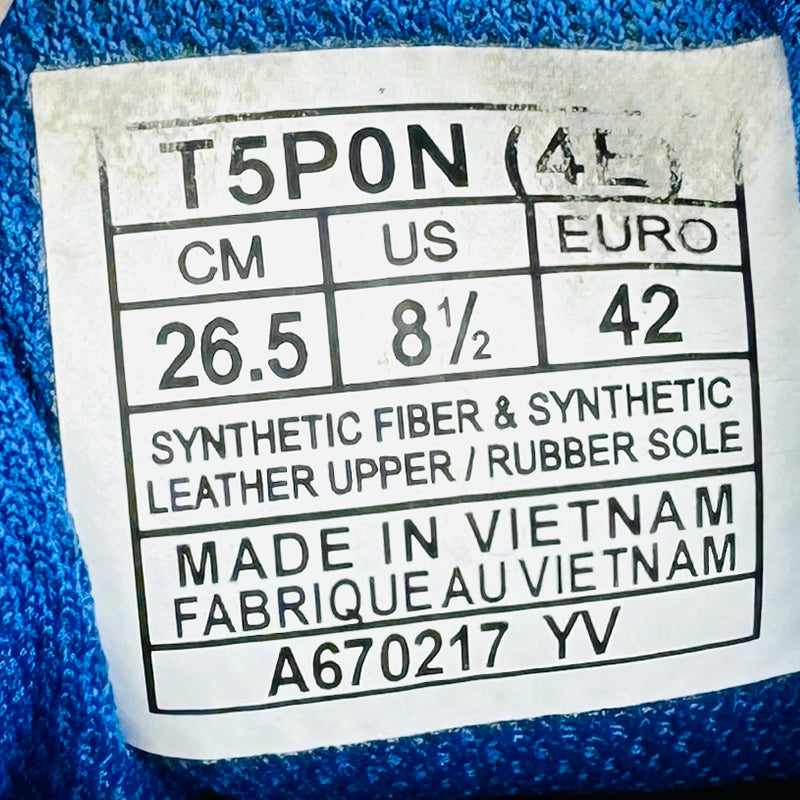 T5P0N (4E)
CM US EURO
26.5 8½ 42
SYNTHETIC FIBER & SYNTHETIC
LEATHER UPPER / RUBBER SOLE
MADE IN VIETNAM
FABRIQUE AU VIETNAM
A670217 YV